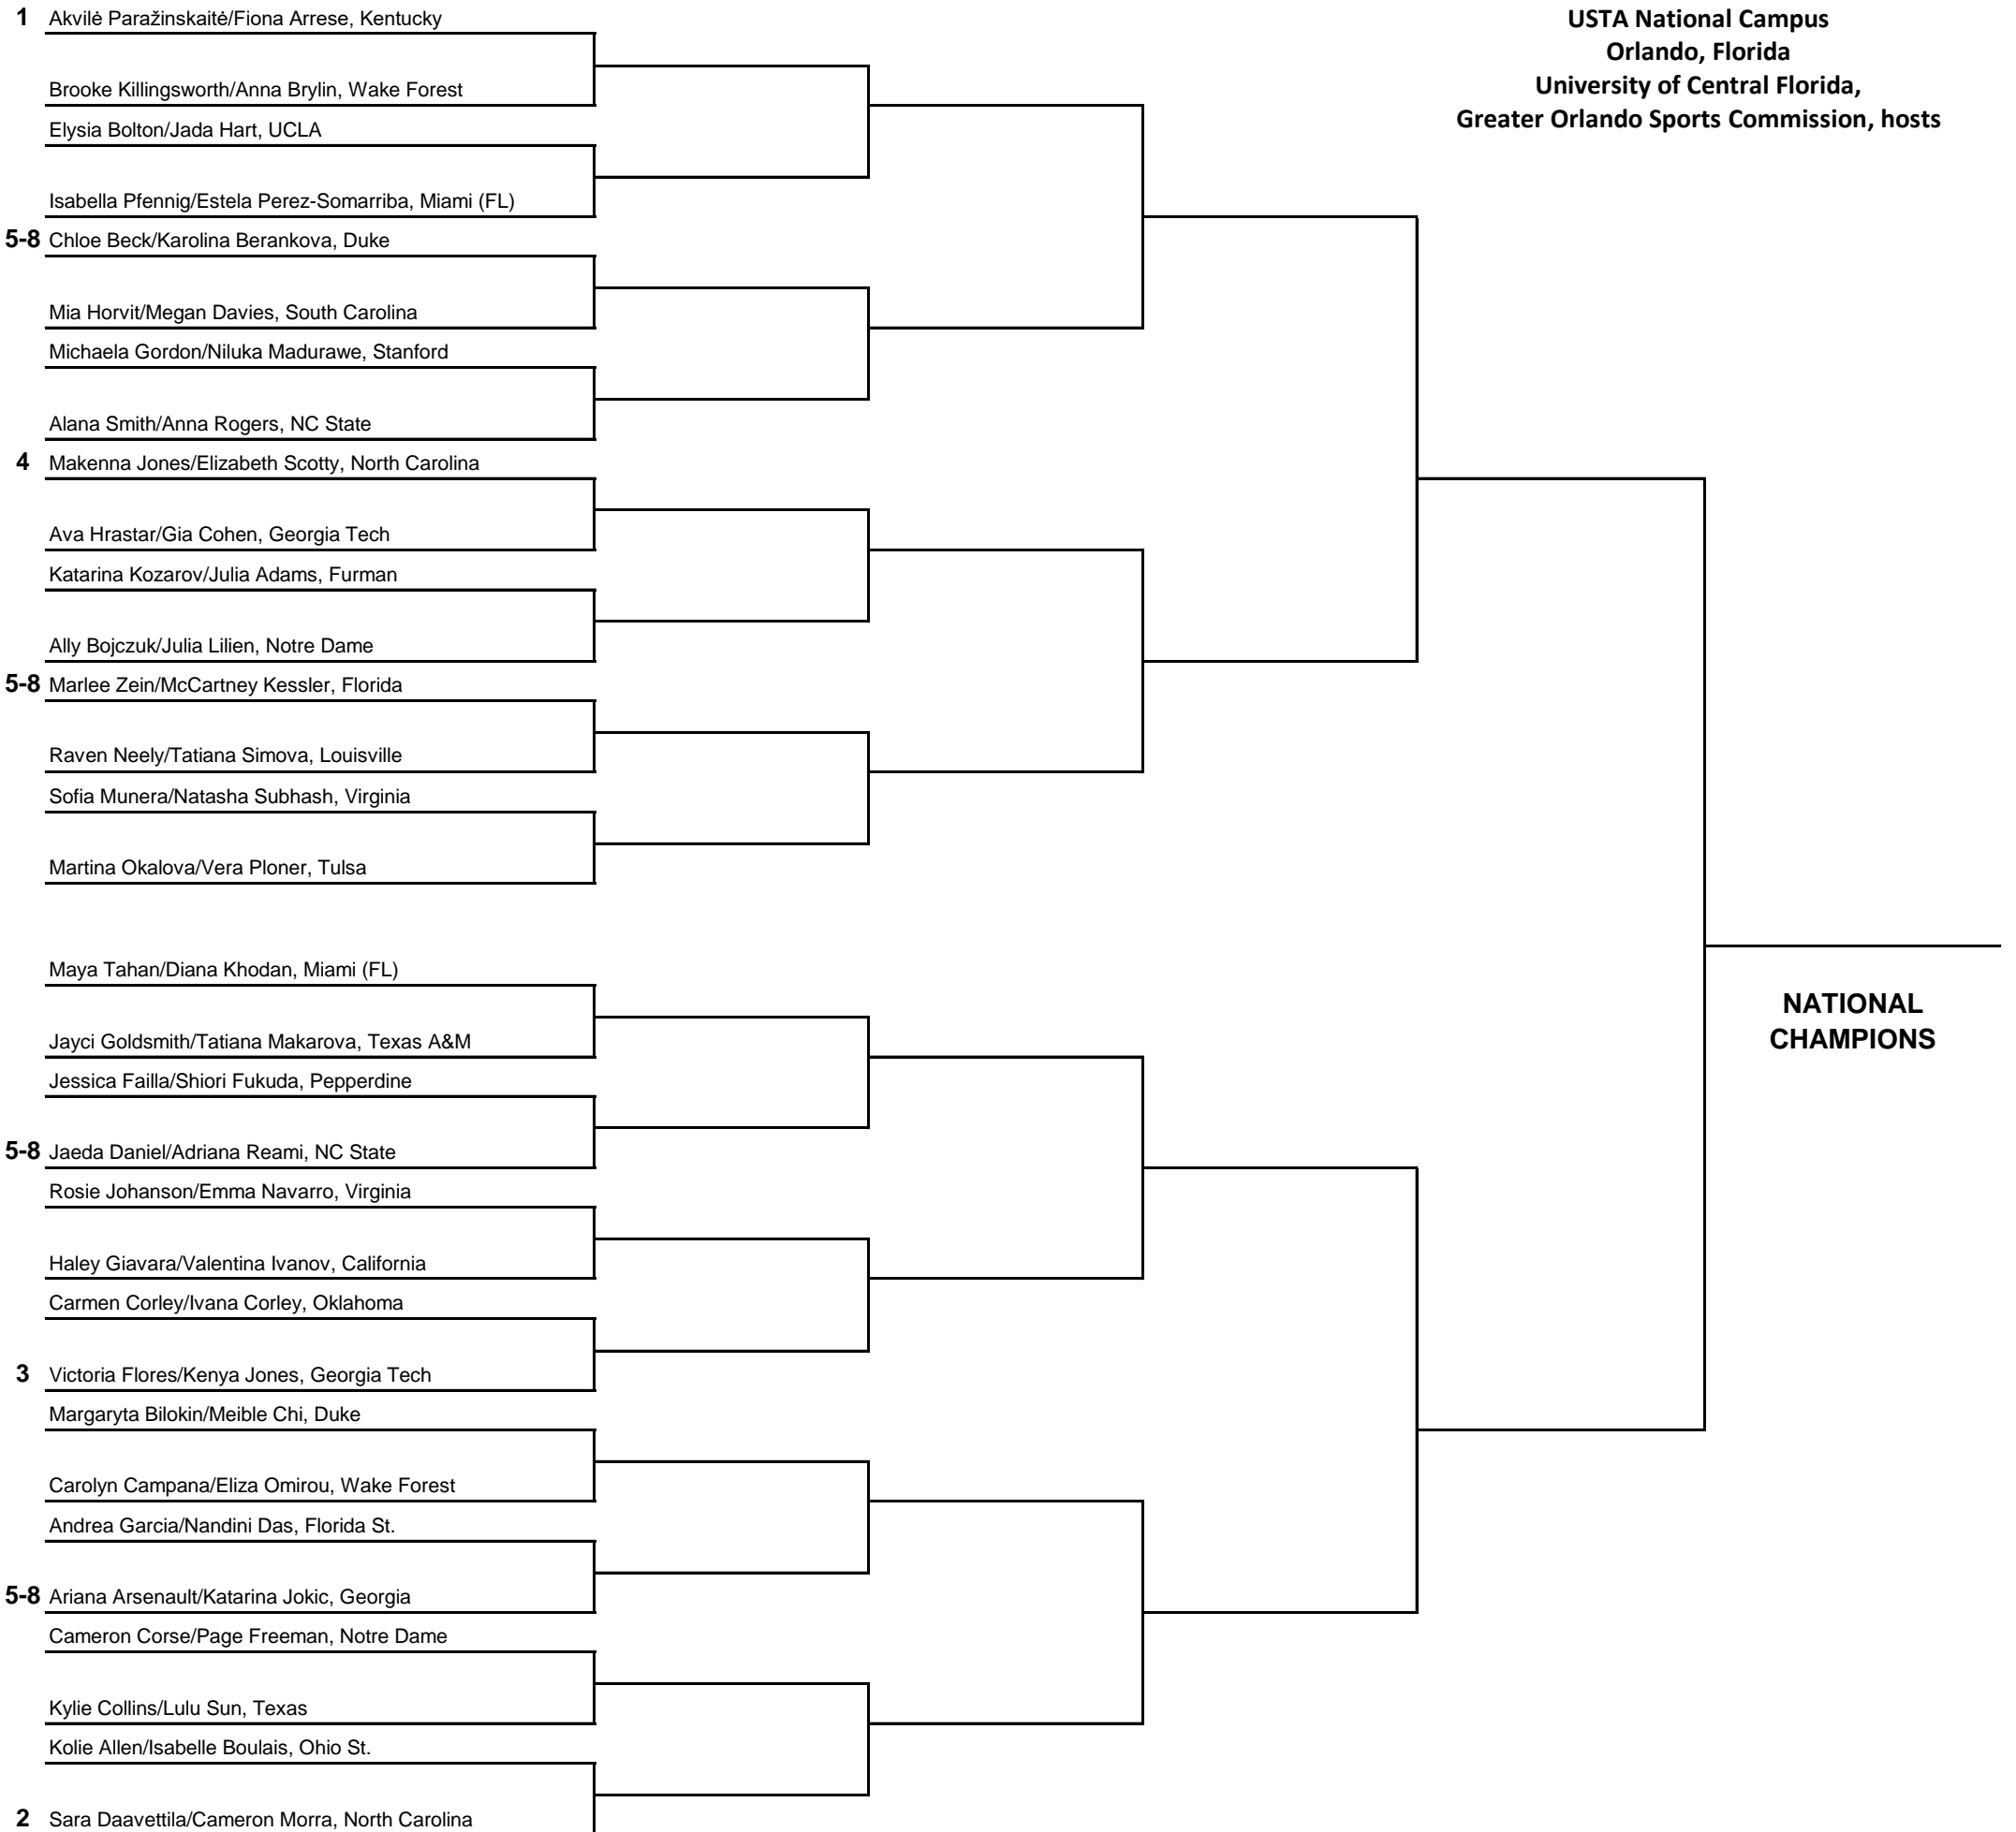 1 Akvilė Paražinskaitė/Fiona Arrese, Kentucky
USTA National Campus
Orlando, Florida
University of Central Florida,
Greater Orlando Sports Commission, hosts
Brooke Killingsworth/Anna Brylin, Wake Forest
Elysia Bolton/Jada Hart, UCLA
Isabella Pfennig/Estela Perez-Somarriba, Miami (FL)
5-8 Chloe Beck/Karolina Berankova, Duke
Mia Horvit/Megan Davies, South Carolina
Michaela Gordon/Niluka Madurawe, Stanford
Alana Smith/Anna Rogers, NC State
4 Makenna Jones/Elizabeth Scotty, North Carolina
Ava Hrastar/Gia Cohen, Georgia Tech
Katarina Kozarov/Julia Adams, Furman
Ally Bojczuk/Julia Lilien, Notre Dame
5-8 Marlee Zein/McCartney Kessler, Florida
Raven Neely/Tatiana Simova, Louisville
Sofia Munera/Natasha Subhash, Virginia
Martina Okalova/Vera Ploner, Tulsa
Maya Tahan/Diana Khodan, Miami (FL)
Jayci Goldsmith/Tatiana Makarova, Texas A&M
Jessica Failla/Shiori Fukuda, Pepperdine
5-8 Jaeda Daniel/Adriana Reami, NC State
Rosie Johanson/Emma Navarro, Virginia
Haley Giavara/Valentina Ivanov, California
Carmen Corley/Ivana Corley, Oklahoma
3 Victoria Flores/Kenya Jones, Georgia Tech
Margaryta Bilokin/Meible Chi, Duke
Carolyn Campana/Eliza Omirou, Wake Forest
Andrea Garcia/Nandini Das, Florida St.
5-8 Ariana Arsenault/Katarina Jokic, Georgia
Cameron Corse/Page Freeman, Notre Dame
Kylie Collins/Lulu Sun, Texas
Kolie Allen/Isabelle Boulais, Ohio St.
2 Sara Daavettila/Cameron Morra, North Carolina
NATIONAL
CHAMPIONS